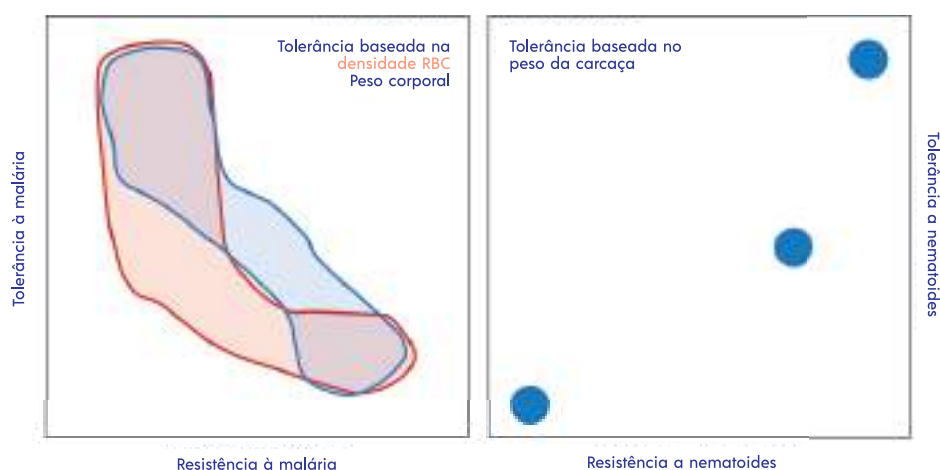 Tolerância baseada na
densidade RBC
Peso corporal
Tolerância baseada no
peso da carcaça
Tolerância à malária
Tolerância a nematoides
Resistência à malária
Resistência a nematoides